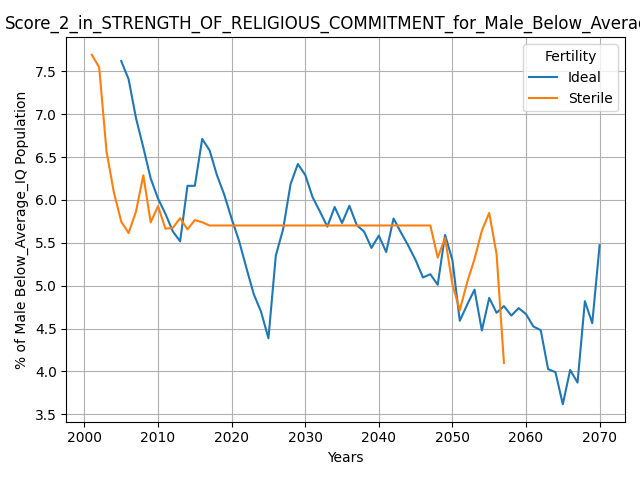 Score_2_in_STRENGTH_OF_RELIGIOUS_COMMITMENT_for_Male_Below_Avera
Fertility
Ideal
Sterile
% of Male Below_Average_IQ Population
7.5
7.0
6.5
6.0
5.5
5.0
4.5
4.0
3.5
2000 2010 2020 2030 2040 2050 2060 2070
Years